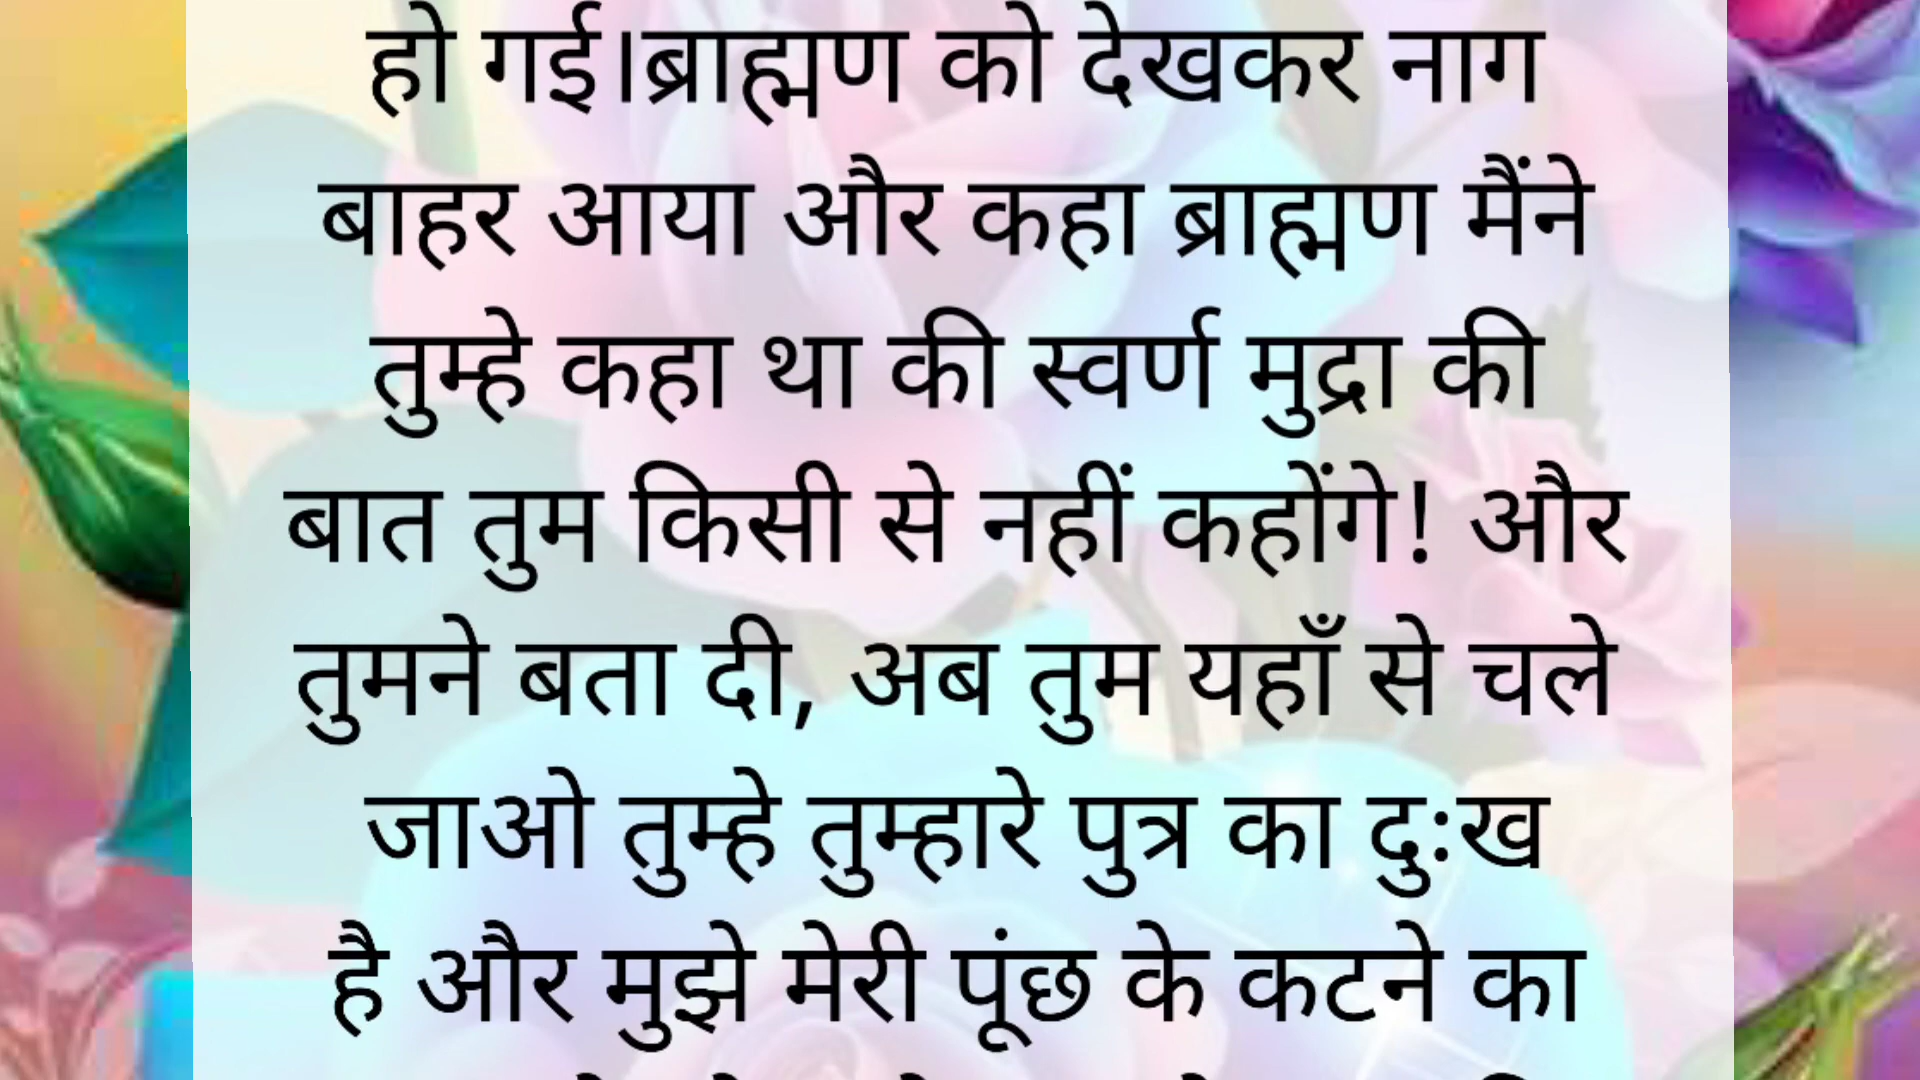 हो गई।ब्राह्मण को देखकर नाग
बाहर आया और कहा ब्राह्मण मैंने
तुम्हे कहा था की स्वर्ण मुद्रा की
बात तुम किसी से नहीं कहोंगे! और
तुमने बता दी, अब तुम यहाँ से चले
जाओ तुम्हे तुम्हारे पुत्र का दुःख
है और मुझे मेरी पूंछ के कटने का